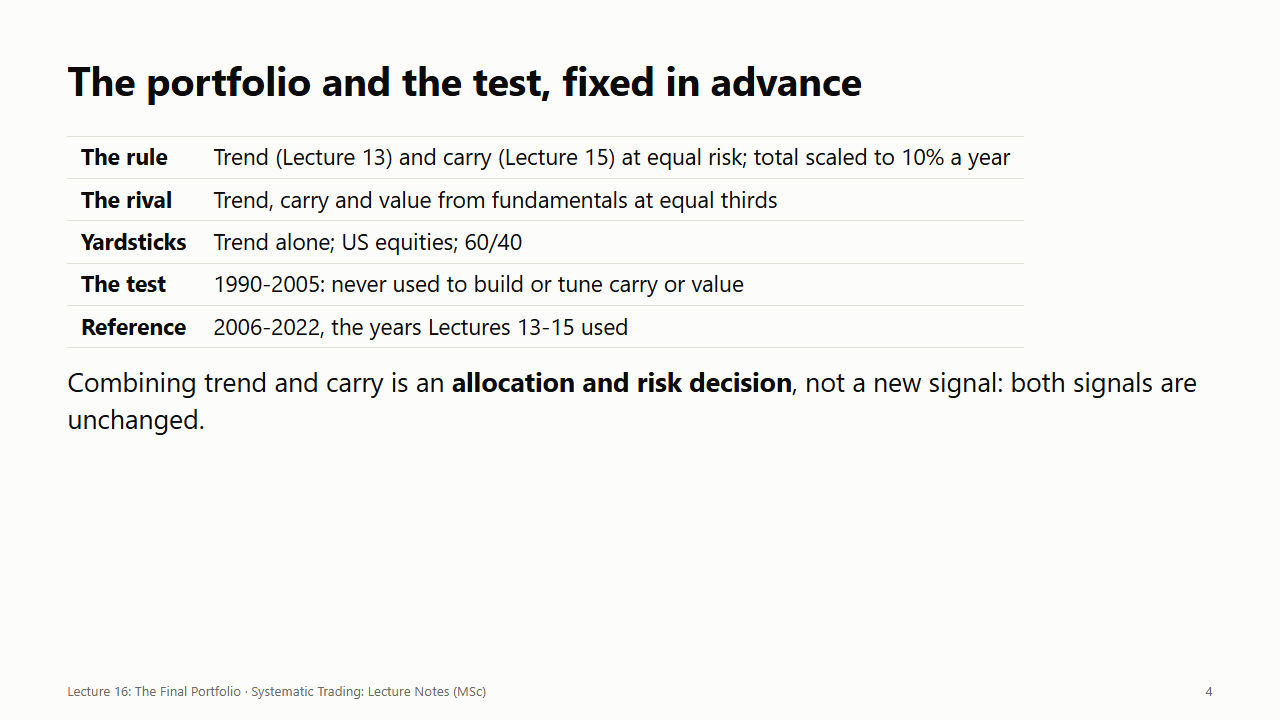 The portfolio and the test, fixed in advance
The rule Trend (Lecture 13) and carry (Lecture 15) at equal risk; total scaled to 10% a year
The rival Trend, carry and value from fundamentals at equal thirds
Yardsticks Trend alone; US equities; 60/40
The test 1990-2005: never used to build or tune carry or value
Reference 2006-2022, the years Lectures 13-15 used
Combining trend and carry is an allocation and risk decision, not a new signal: both signals are
unchanged.
Lecture 16: The Final Portfolio · Systematic Trading: Lecture Notes (MSc) 4